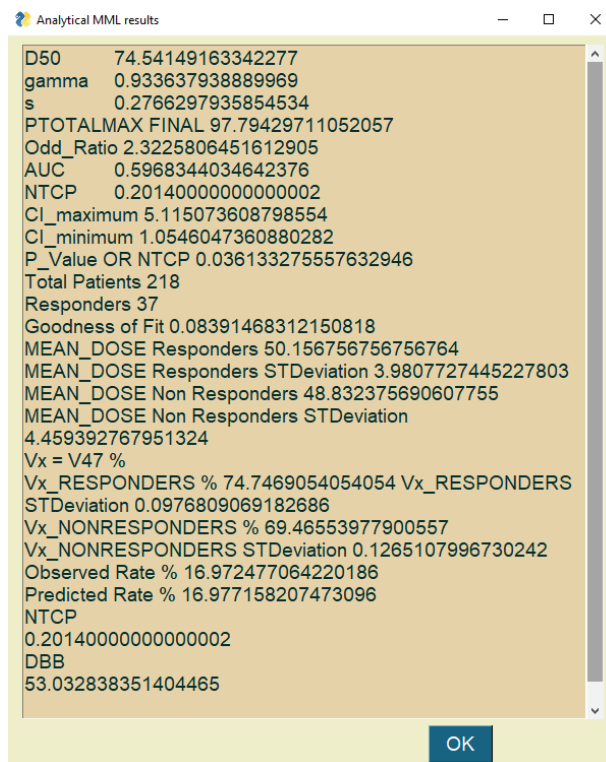 Analytical MML results
D50 74.54149163342277
gamma 0.933637938889969
s 0.2766297935854534
PTOTALMAX FINAL 97.79429711052057
Odd_Ratio 2.3225806451612905
AUC 0.5968344034642376
NTCP 0.20140000000000002
CI_maximum 5.115073608798554
CI_minimum 1.0546047360880282
P_Value OR NTCP 0.036133275557632946
Total Patients 218
Responders 37
Goodness of Fit 0.08391468312150818
MEAN_DOSE Responders 50.156756756756764
MEAN_DOSE Responders STDeviation 3.9807727445227803
MEAN_DOSE Non Responders 48.832375690607755
MEAN_DOSE Non Responders STDeviation
4.459392767951324
Vx = V47 %
Vx_RESPONDERS % 74.7469054054054 Vx_RESPONDERS
STDeviation 0.0976809069182686
Vx_NONRESPONDERS % 69.46553977900557
Vx_NONRESPONDERS STDeviation 0.1265107996730242
Observed Rate % 16.972477064220186
Predicted Rate % 16.977158207473096
NTCP
0.20140000000000002
DBB
53.032838351404465
OK